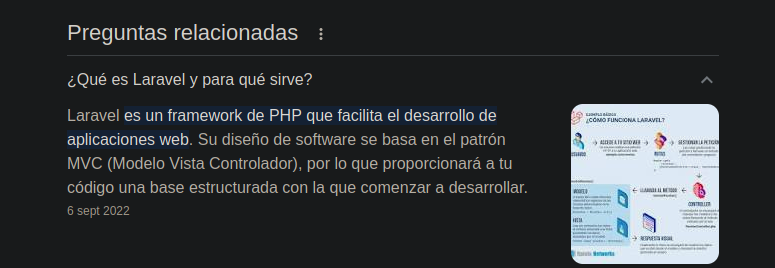 Preguntas relacionadas
¿Qué es Laravel y para qué sirve?
Laravel es un framework de PHP que facilita el desarrollo de
aplicaciones web. Su diseño de software se basa en el patrón
MVC (Modelo Vista Controlador), por lo que proporcionará a tu
código una base estructurada con la que comenzar a desarrollar.
6 sept 2022
EJEMPLO BÁSICO
¿CÓMO FUNCIONA LARAVEL?
USUARIO
ACCEDE A TU SITIO WEB
RUTAS
GESTIONAR LA PETICIÓN
MODELO
LLAMADA AL MÉTODO
CONTROLLER
VISTA
RESPUESTA VISUAL